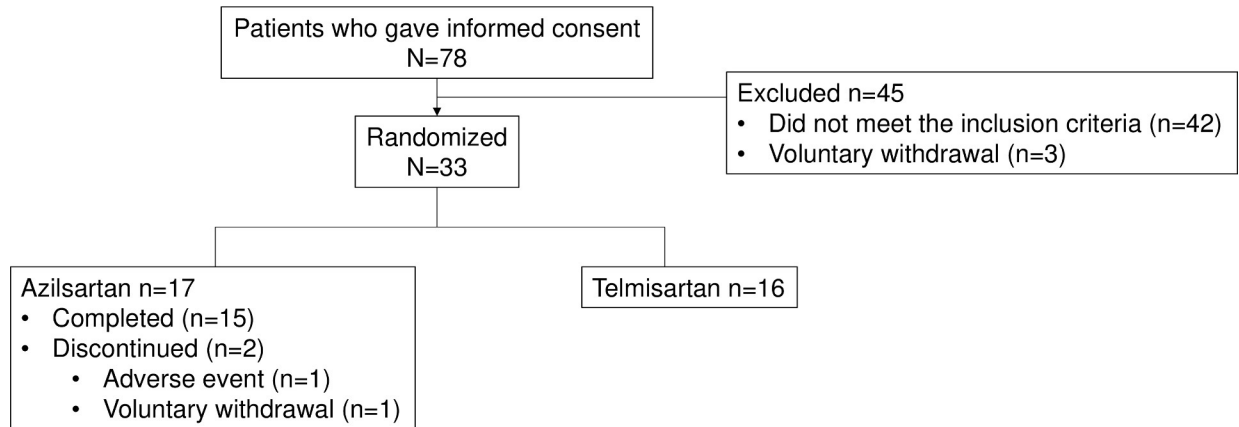 Patients who gave informed consent
N=78
Excluded n=45
• Did not meet the inclusion criteria (n=42)
• Voluntary withdrawal (n=3)
Randomized
N=33
Azilsartan n=17
• Completed (n=15)
• Discontinued (n=2)
• Adverse event (n=1)
• Voluntary withdrawal (n=1)
Telmisartan n=16